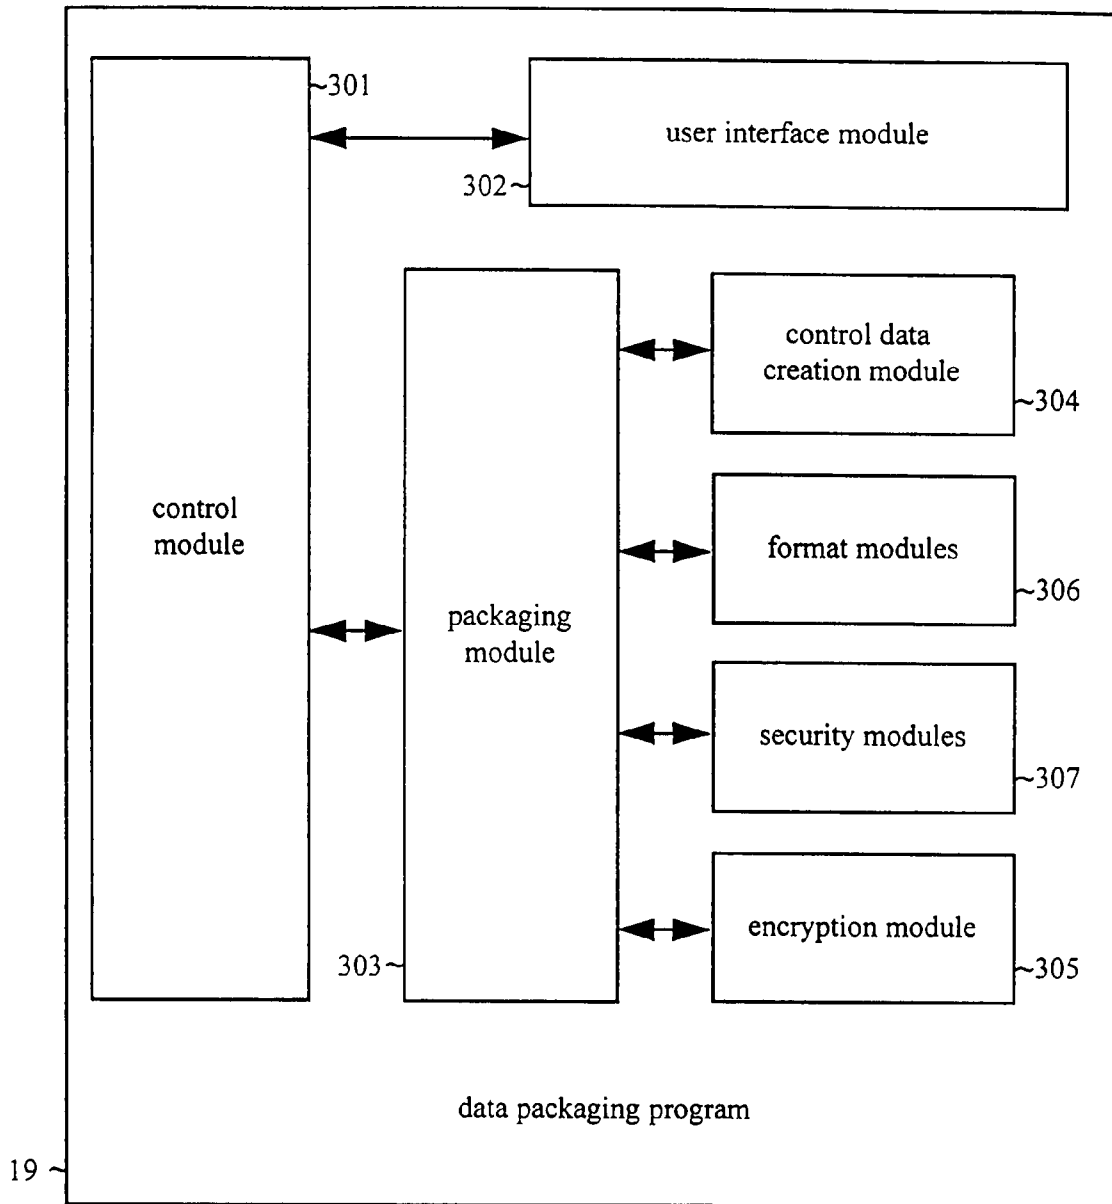 ~301
user interface module
302~
control data
creation module
~304
control
module
format modules
~306
packaging
module
security modules
~307
encryption module
303~
~305
data packaging program
19 ~